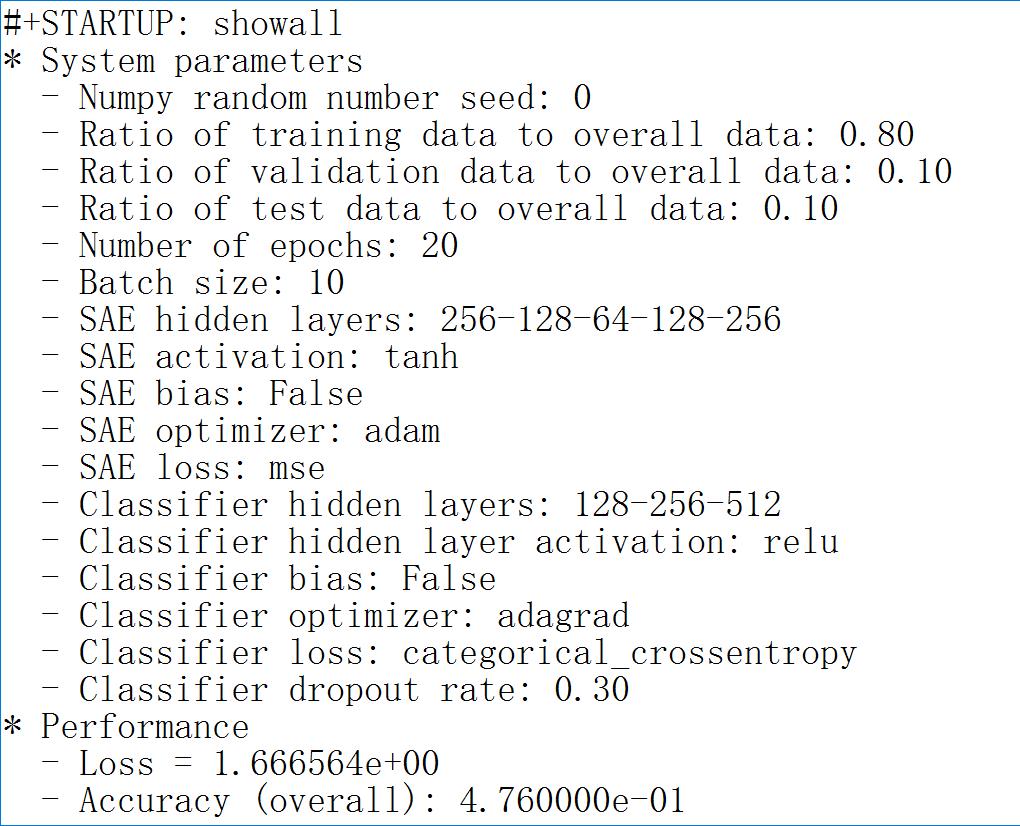 #+STARTUP: showall
* System parameters
  - Numpy random number seed: 0
  - Ratio of training data to overall data: 0.80
  - Ratio of validation data to overall data: 0.10
  - Ratio of test data to overall data: 0.10
  - Number of epochs: 20
  - Batch size: 10
  - SAE hidden layers: 256-128-64-128-256
  - SAE activation: tanh
  - SAE bias: False
  - SAE optimizer: adam
  - SAE loss: mse
  - Classifier hidden layers: 128-256-512
  - Classifier hidden layer activation: relu
  - Classifier bias: False
  - Classifier optimizer: adagrad
  - Classifier loss: categorical_crossentropy
  - Classifier dropout rate: 0.30
* Performance
  - Loss = 1.666564e+00
  - Accuracy (overall): 4.760000e-01